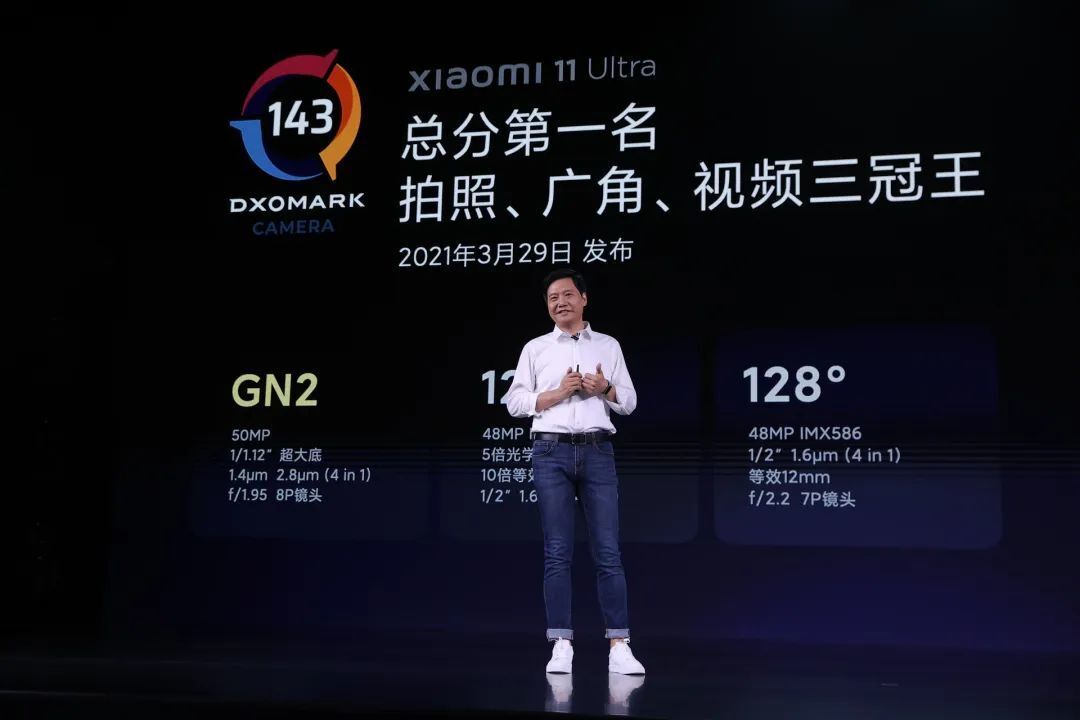 143
DXOMARK
CAMERA
xiaomi 11 Ultra
总分第一名
拍照、广角、视频三冠王
2021年3月29日 发布
GN2
50MP
1/1.12" 超大底
1.4μm 2.8μm (4 in 1)
f/1.95 8P镜头
48MP
5倍光学
10倍等效
1/2" 1.6
128°
48MP IMX586
1/2" 1.6μm (4 in 1)
等效12mm
f/2.2 7P镜头